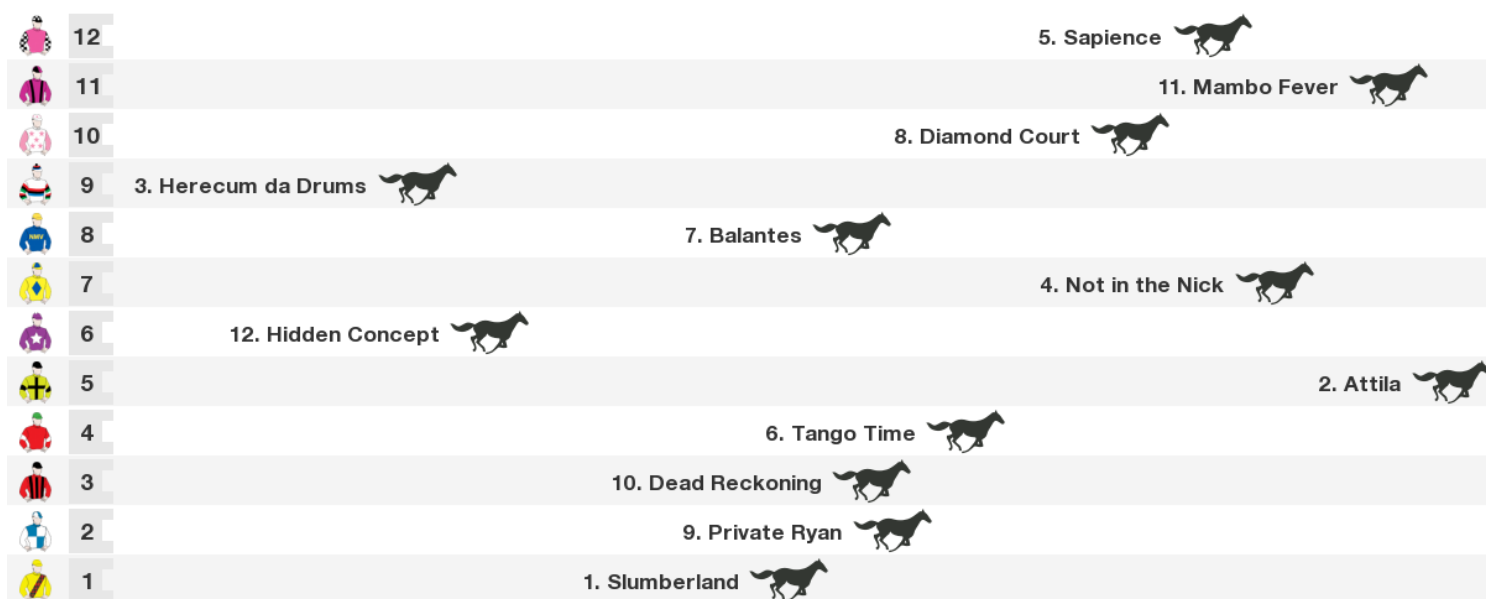 12 5. Sapience
11 11. Mambo Fever
10 8. Diamond Court
9 3. Herecum da Drums
8 7. Balantes
7 4. Not in the Nick
6 12. Hidden Concept
5 2. Attila
4 6. Tango Time
3 10. Dead Reckoning
2 9. Private Ryan
1 1. Slumberland